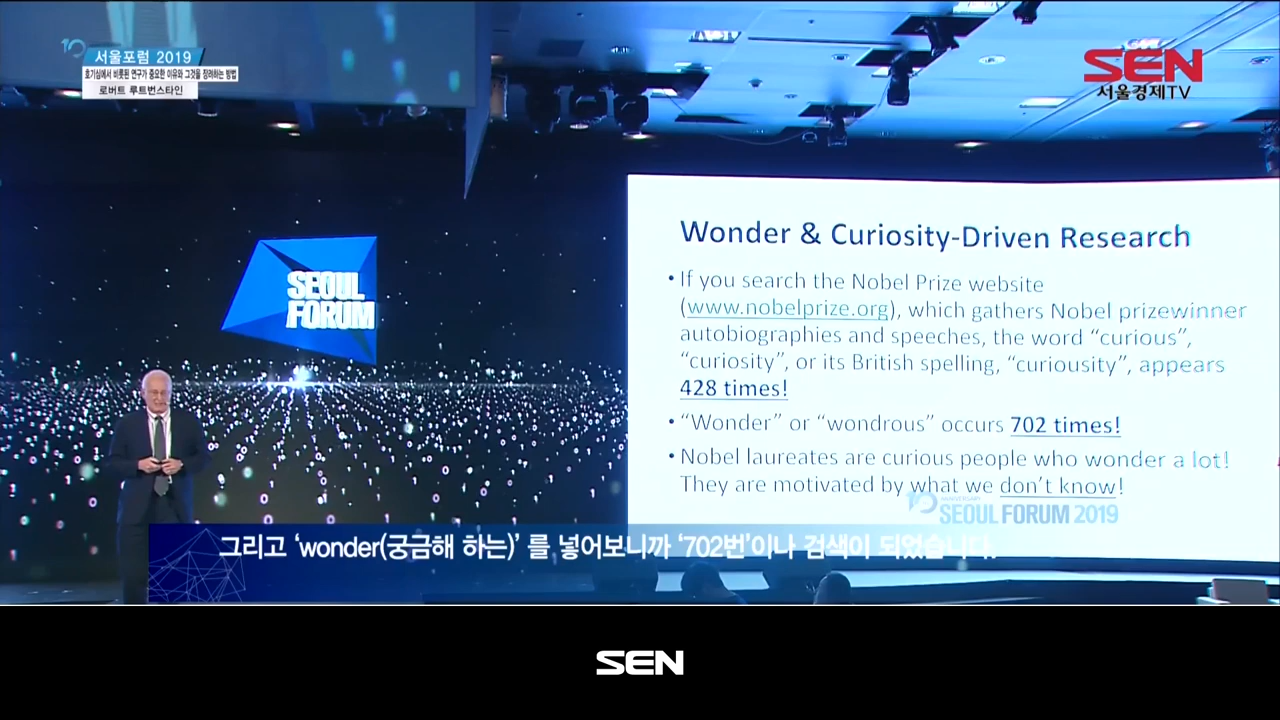 10 서울포럼 2019
호기심에서 비롯된 연구가 중요한 이유와 그것을 장려하는 방법
로버트 루트번스타인
SEN
서울경제TV
SEOUL
FORUM
Wonder & Curiosity-Driven Research
• If you search the Nobel Prize website
(www.nobelprize.org), which gathers Nobel prizewinner
autobiographies and speeches, the word “curious”,
“curiosity”, or its British spelling, “curiousity”, appears
428 times!
• “Wonder” or “wondrous” occurs 702 times!
• Nobel laureates are curious people who wonder a lot!
They are motivated by what we don’t know!
10 ANNIVERSARY
SEOUL FORUM 2019
그리고 ‘wonder(궁금해 하는)’ 를 넣어보니까 ‘702번’이나 검색이 되었습니다.
SEN